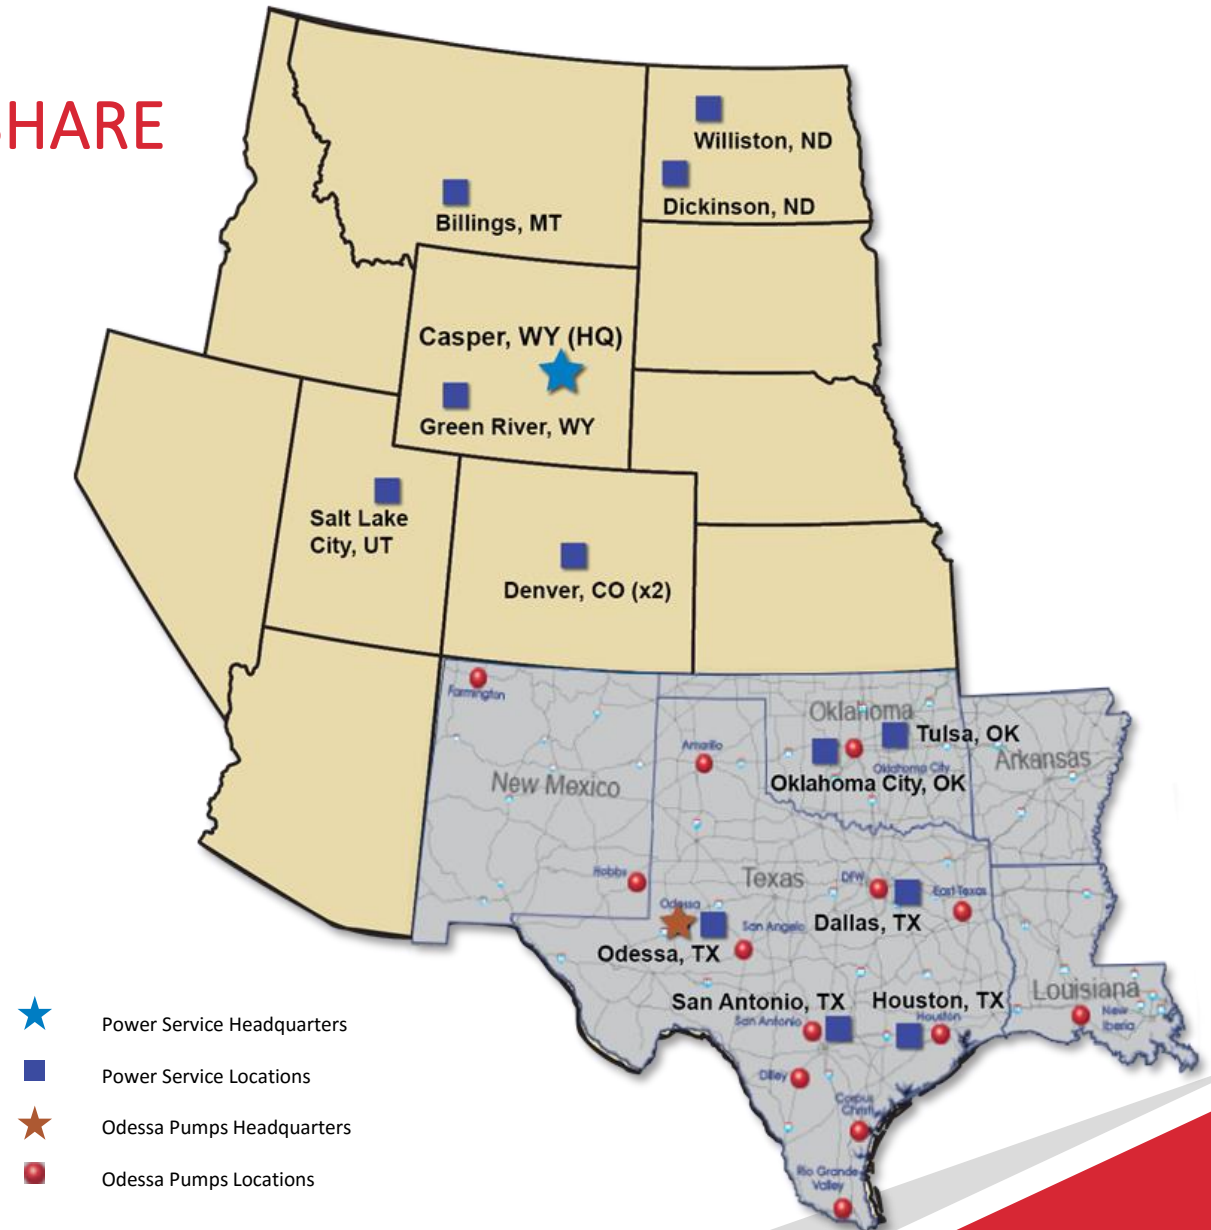 HARE
Williston, ND
Dickinson, ND
Billings, MT
Casper, WY (HQ)
Green River, WY
Salt Lake
City, UT
Denver, CO (x2)
Farmington
Oklahoma
Tulsa, OK
Amarillo
Oklahoma City
Arkansas
New Mexico
Oklahoma City, OK
Hobbs
Texas
DFW
East Texas
Odessa
Dallas, TX
San Angelo
Odessa, TX
San Antonio, TX
Houston, TX
Louisiana
San Antonio
Houston
New
Iberia
Dilley
Corpus
Christi
Rio Grande
Valley
Power Service Headquarters
Power Service Locations
Odessa Pumps Headquarters
Odessa Pumps Locations